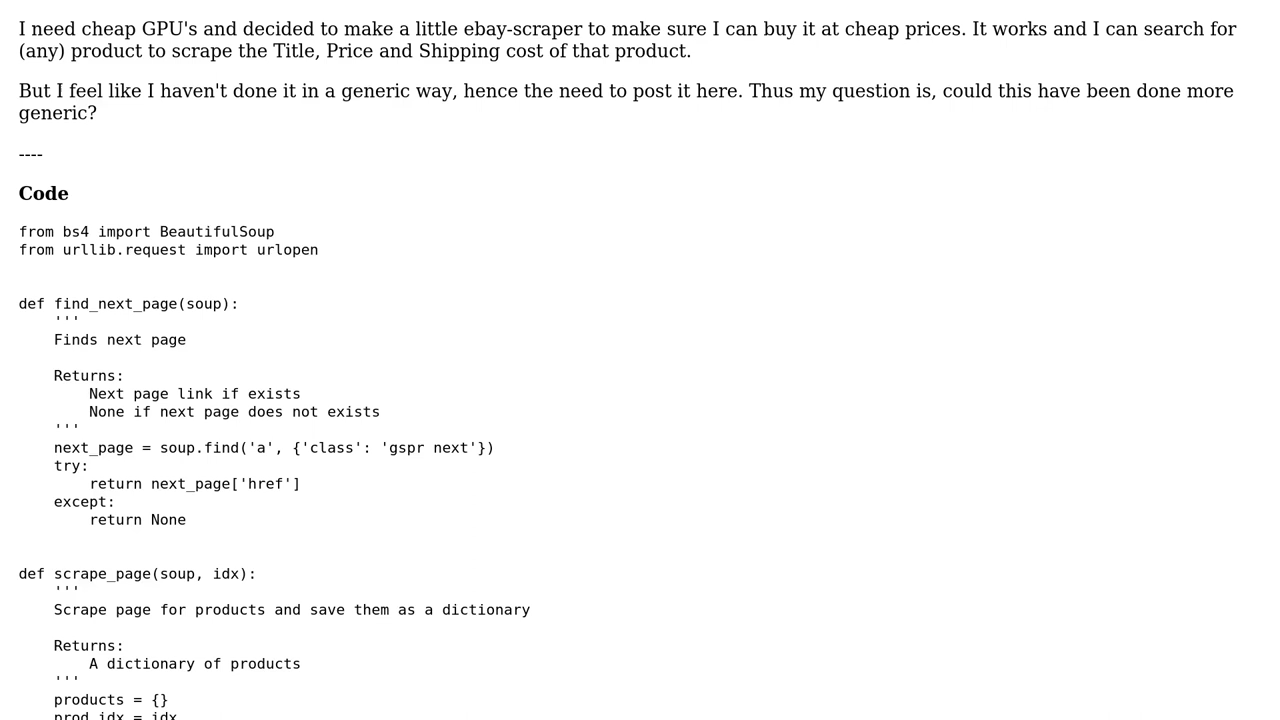 I need cheap GPU's and decided to make a little ebay-scraper to make sure I can buy it at cheap prices. It works and I can search for
(any) product to scrape the Title, Price and Shipping cost of that product.
But I feel like I haven't done it in a generic way, hence the need to post it here. Thus my question is, could this have been done more
generic?
----
Code
from bs4 import BeautifulSoup
from urllib.request import urlopen
def find_next_page(soup):
    '''
    Finds next page
    Returns:
        Next page link if exists
        None if next page does not exists
    '''
    next_page = soup.find('a', {'class': 'gspr next'})
    try:
        return next_page['href']
    except:
        return None
def scrape_page(soup, idx):
    '''
    Scrape page for products and save them as a dictionary
    Returns:
        A dictionary of products
    '''
    products = {}
    prod_idx = idx